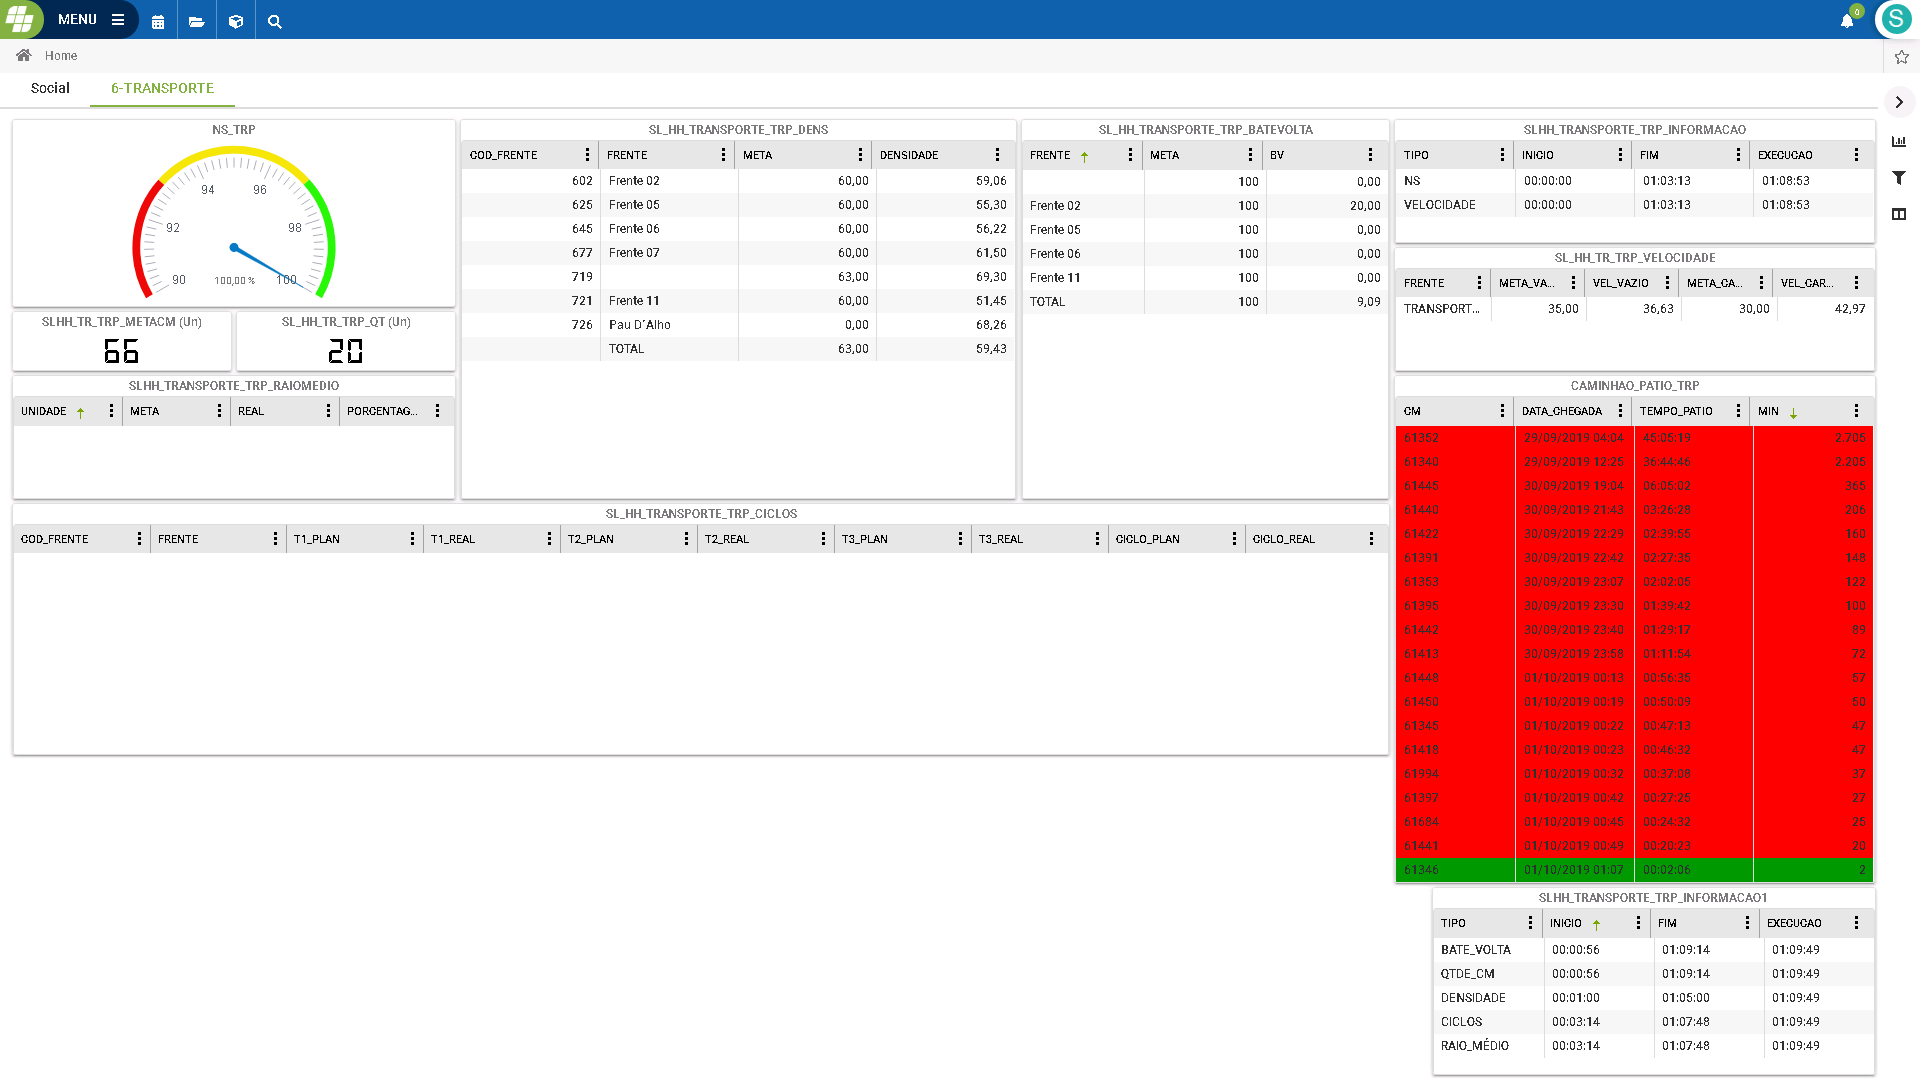 MENU
0
S
Home
Social 6-TRANSPORTE
NS_TRP
90 92 94 96 98 100
100,00 %
SLHH_TR_TRP_METACM (Un)
66
SLHH_TR_TRP_QT (Un)
20
SLHH_TRANSPORTE_TRP_RAIOMEDIO
UNIDADE META REAL PORCENTAG...
SL_HH_TRANSPORTE_TRP_DENS
COD_FRENTE FRENTE META DENSIDADE
602 Frente 02 60,00 59,06
625 Frente 05 60,00 55,30
645 Frente 06 60,00 56,22
677 Frente 07 60,00 61,50
719 63,00 69,30
721 Frente 11 60,00 51,45
726 Pau D´Alho 0,00 68,26
TOTAL 63,00 59,43
SL_HH_TRANSPORTE_TRP_BATEVOLTA
FRENTE META BV
100 0,00
Frente 02 100 20,00
Frente 05 100 0,00
Frente 06 100 0,00
Frente 11 100 0,00
TOTAL 100 9,09
SLHH_TRANSPORTE_TRP_INFORMACAO
TIPO INICIO FIM EXECUCAO
NS 00:00:00 01:03:13 01:08:53
VELOCIDADE 00:00:00 01:03:13 01:08:53
SL_HH_TR_TRP_VELOCIDADE
FRENTE META_VA... VEL_VAZIO META_CA... VEL_CAR...
TRANSPORT... 35,00 36,63 30,00 42,97
SL_HH_TRANSPORTE_TRP_CICLOS
COD_FRENTE FRENTE T1_PLAN T1_REAL T2_PLAN T2_REAL T3_PLAN T3_REAL CICLO_PLAN CICLO_REAL
CAMINHAO_PATIO_TRP
CM DATA_CHEGADA TEMPO_PATIO MIN
61352 29/09/2019 04:04 45:05:19 2.705
61340 29/09/2019 12:25 36:44:46 2.205
61445 30/09/2019 19:04 06:05:02 365
61440 30/09/2019 21:43 03:26:28 206
61422 30/09/2019 22:29 02:39:55 160
61391 30/09/2019 22:42 02:27:35 148
61353 30/09/2019 23:07 02:02:05 122
61395 30/09/2019 23:30 01:39:42 100
61442 30/09/2019 23:40 01:29:17 89
61413 30/09/2019 23:58 01:11:54 72
61448 01/10/2019 00:13 00:56:35 57
61450 01/10/2019 00:19 00:50:09 50
61345 01/10/2019 00:22 00:47:13 47
61418 01/10/2019 00:23 00:46:32 47
61394 01/10/2019 00:32 00:37:08 37
61397 01/10/2019 00:42 00:27:25 27
61684 01/10/2019 00:45 00:24:32 25
61441 01/10/2019 00:49 00:20:23 20
61346 01/10/2019 01:07 00:02:06 2
SLHH_TRANSPORTE_TRP_INFORMACAO1
TIPO INICIO FIM EXECUCAO
BATE_VOLTA 00:00:56 01:09:14 01:09:49
QTDE_CM 00:00:56 01:09:14 01:09:49
DENSIDADE 00:01:00 01:05:00 01:09:49
CICLOS 00:03:14 01:07:48 01:09:49
RAIO_MÉDIO 00:03:14 01:07:48 01:09:49